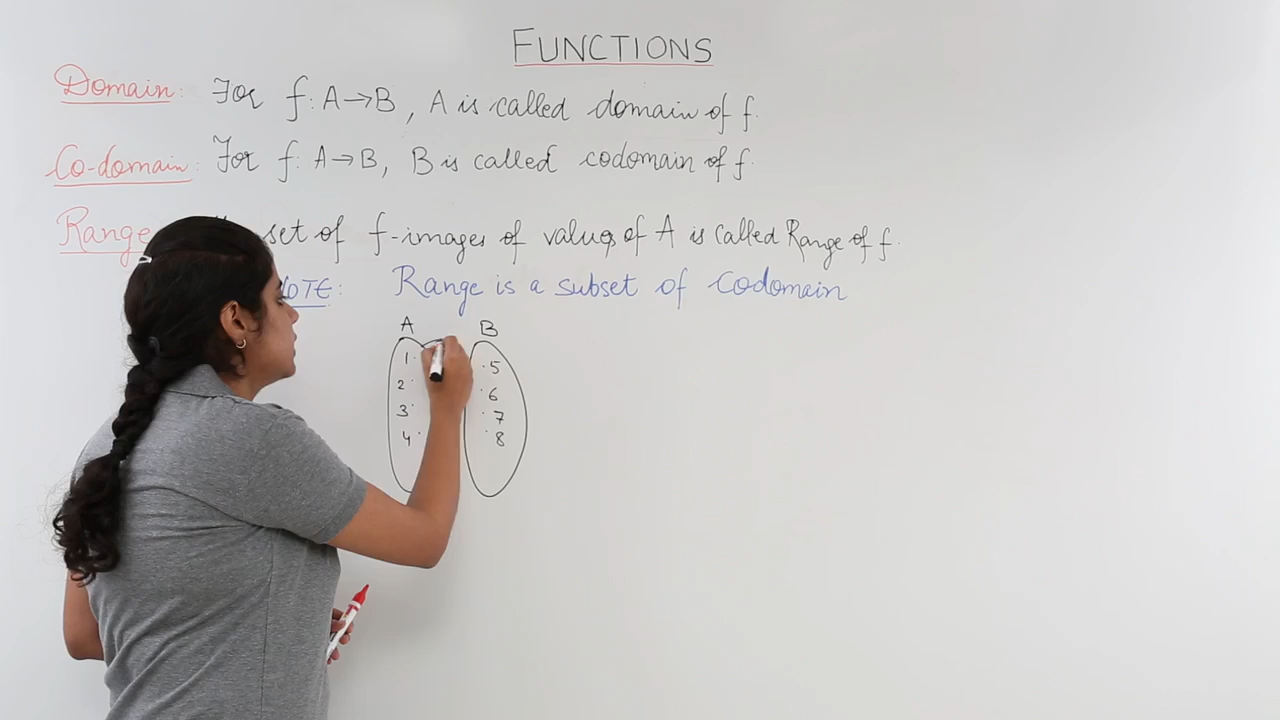 FUNCTIONS
Domain: For f: A→B, A is called domain of f.
Co-domain: For f: A→B, B is called codomain of f.
Range set of f-images of values of A is called Range of f.
Range is a subset of codomain
A B
1 5
2 6
3 7
4 8